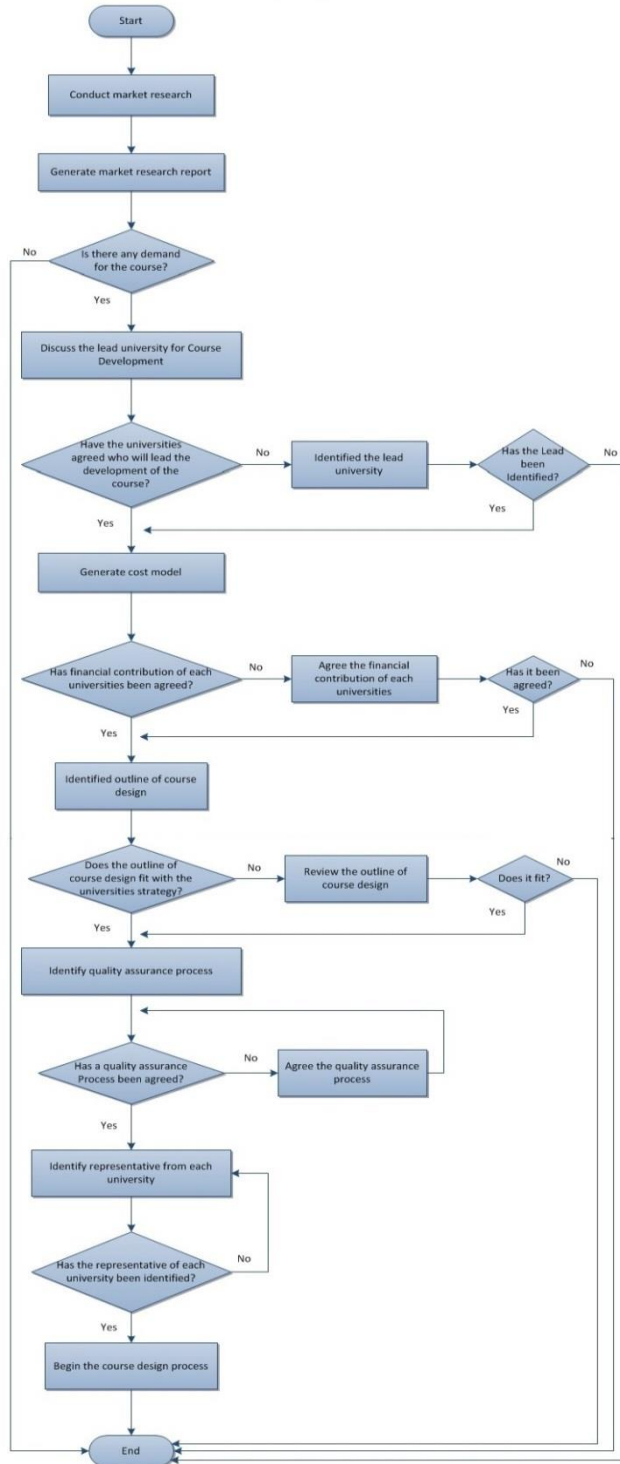 Start
Conduct market research
Generate market research report
No
Is there any demand
for the course?
Yes
Discuss the lead university for Course
Development
Have the universities
agreed who will lead the
development of the
course?
No
Identified the lead
university
Has the Lead
been
Identified?
No
Yes
Yes
Generate cost model
Has financial contribution of each
universities been agreed?
No
Agree the financial
contribution of each
universities
Has it been
agreed?
No
Yes
Yes
Identified outline of course
design
Does the outline of
course design fit with the
universities strategy?
No
Review the outline of
course design
Does it fit?
No
Yes
Yes
Identify quality assurance process
Has a quality assurance
Process been agreed?
No
Agree the quality assurance
process
Yes
Identify representative from each
university
Has the representative of each
university been identified?
No
Yes
Begin the course design process
End